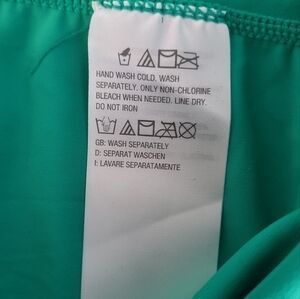 HAND WASH COLD. WASH
SEPARATELY. ONLY NON-CHLORINE
BLEACH WHEN NEEDED. LINE DRY.
DO NOT IRON
GB: WASH SEPARATELY
D: SEPARAT WASCHEN
I: LAVARE SEPARATAMENTE